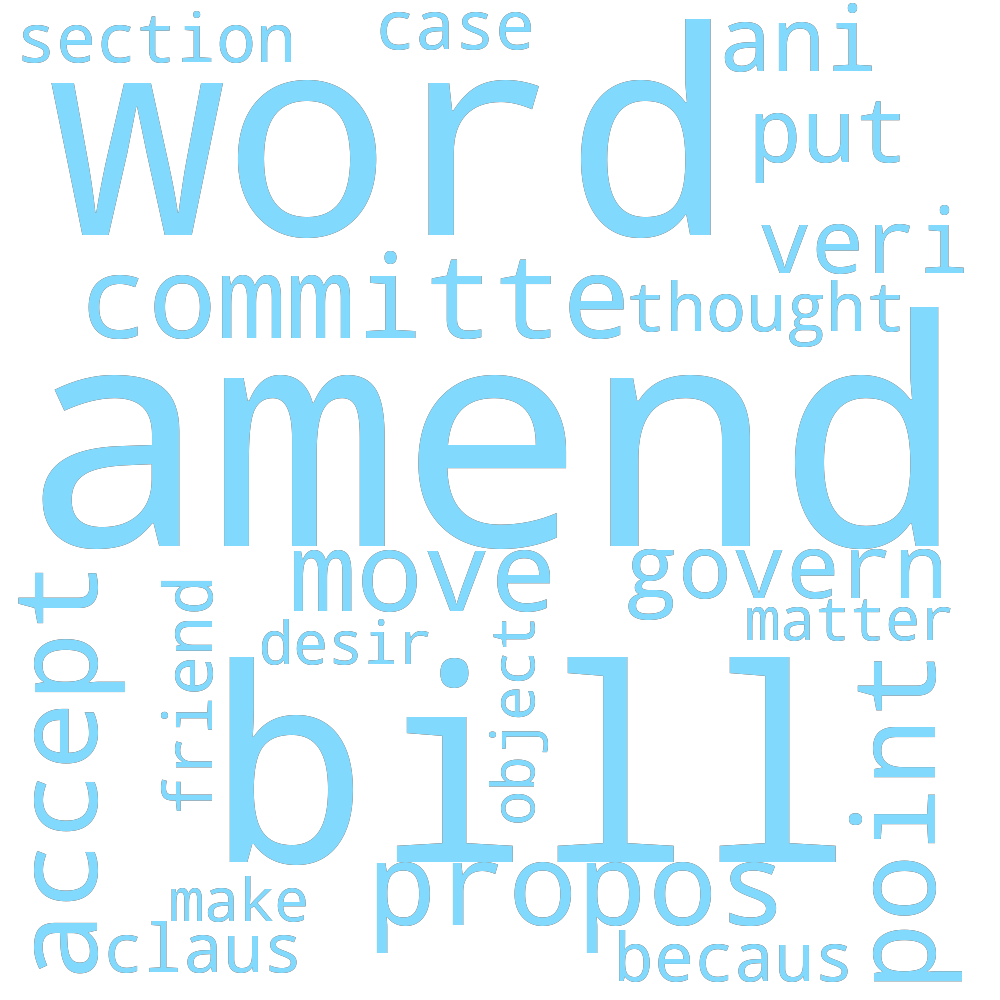 section
case
ani
word
put
veri
committe
thought
amend
move
govern
accept
friend
desir
object
matter
bill
point
propos
make
claus
becaus